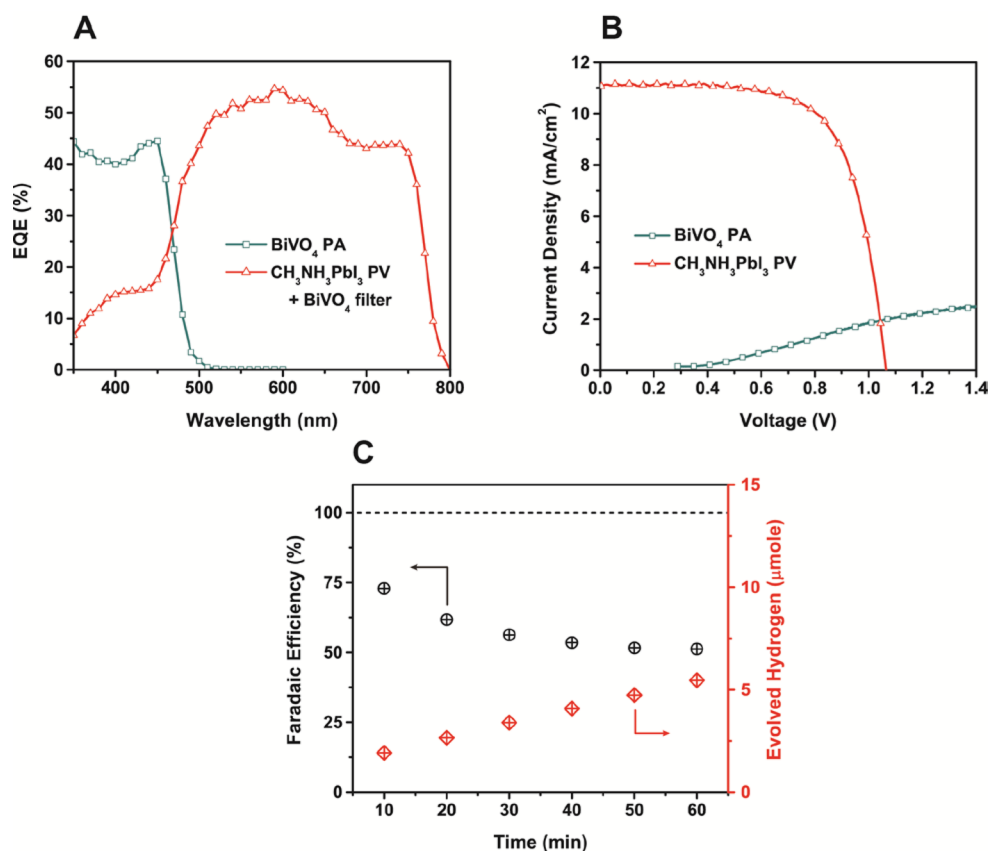 A
60
50
40
30
20
10
0
EQE (%)
BiVO₄ PA
CH₃NH₃PbI₃ PV
+ BiVO₄ filter
400 500 600 700 800
Wavelength (nm)
B
12
10
8
6
4
2
0
Current Density (mA/cm²)
BiVO₄ PA
CH₃NH₃PbI₃ PV
0.0 0.2 0.4 0.6 0.8 1.0 1.2 1.4
Voltage (V)
C
100
75
50
25
0
Faradaic Efficiency (%)
15
10
5
0
Evolved Hydrogen (μmole)
10 20 30 40 50 60
Time (min)